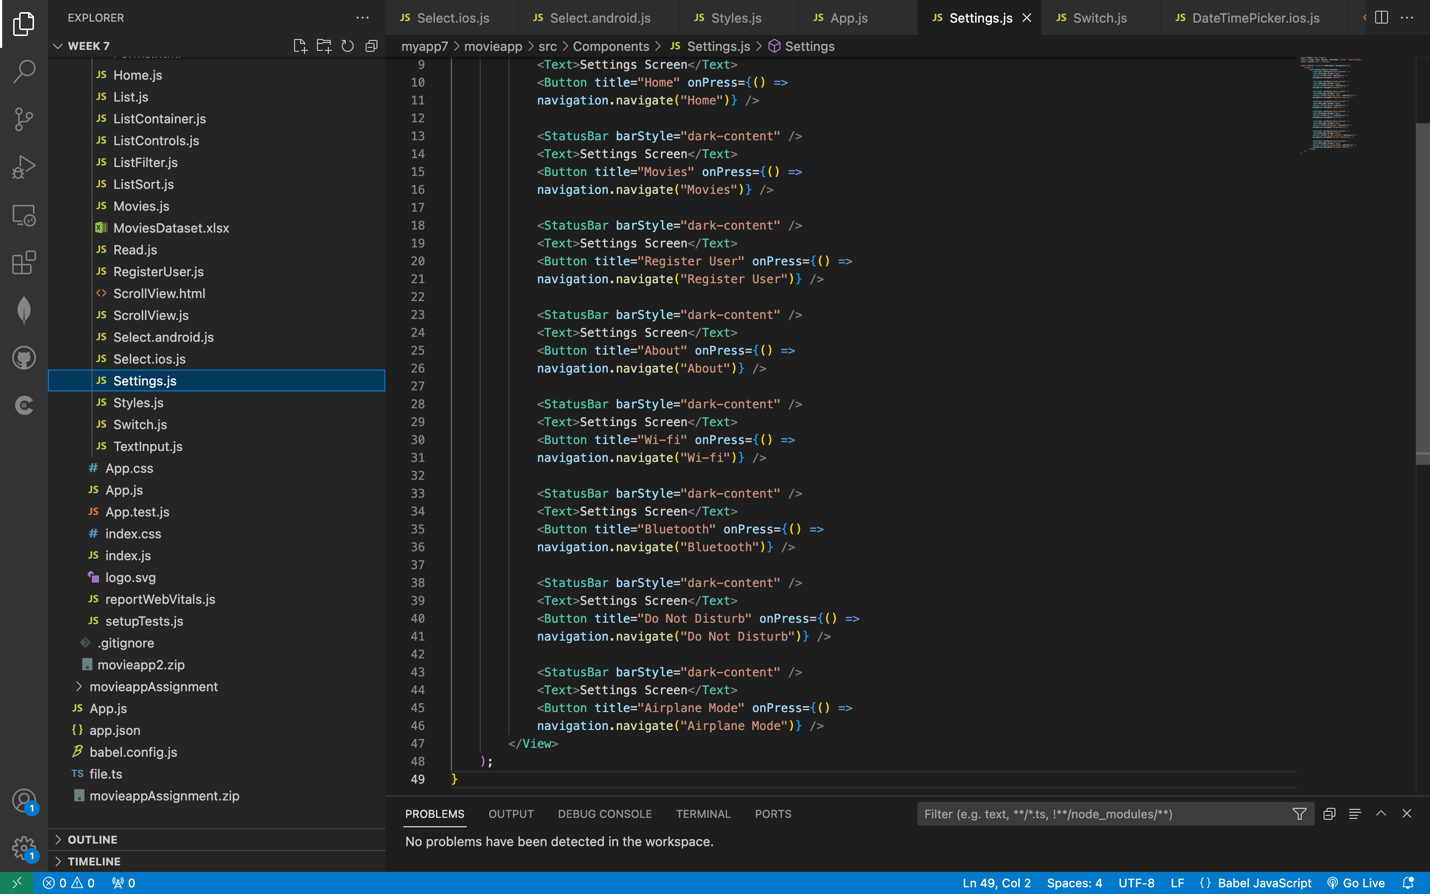 EXPLORER
WEEK 7
Home.js
List.js
ListContainer.js
ListControls.js
ListFilter.js
ListSort.js
Movies.js
MoviesDataset.xlsx
Read.js
RegisterUser.js
ScrollView.html
ScrollView.js
Select.android.js
Select.ios.js
Settings.js
Styles.js
Switch.js
TextInput.js
App.css
App.js
App.test.js
index.css
index.js
logo.svg
reportWebVitals.js
setupTests.js
.gitignore
movieapp2.zip
movieappAssignment
App.js
app.json
babel.config.js
file.ts
movieappAssignment.zip
OUTLINE
TIMELINE
Select.ios.js Select.android.js Styles.js App.js Settings.js Switch.js DateTimePicker.ios.js
myapp7 > movieapp > src > Components > JS Settings.js > Settings
9 <Text>Settings Screen</Text>
10 <Button title="Home" onPress={() =>
11 navigation.navigate("Home")} />
12
13 <StatusBar barStyle="dark-content" />
14 <Text>Settings Screen</Text>
15 <Button title="Movies" onPress={() =>
16 navigation.navigate("Movies")} />
17
18 <StatusBar barStyle="dark-content" />
19 <Text>Settings Screen</Text>
20 <Button title="Register User" onPress={() =>
21 navigation.navigate("Register User")} />
22
23 <StatusBar barStyle="dark-content" />
24 <Text>Settings Screen</Text>
25 <Button title="About" onPress={() =>
26 navigation.navigate("About")} />
27
28 <StatusBar barStyle="dark-content" />
29 <Text>Settings Screen</Text>
30 <Button title="Wi-fi" onPress={() =>
31 navigation.navigate("Wi-fi")} />
32
33 <StatusBar barStyle="dark-content" />
34 <Text>Settings Screen</Text>
35 <Button title="Bluetooth" onPress={() =>
36 navigation.navigate("Bluetooth")} />
37
38 <StatusBar barStyle="dark-content" />
39 <Text>Settings Screen</Text>
40 <Button title="Do Not Disturb" onPress={() =>
41 navigation.navigate("Do Not Disturb")} />
42
43 <StatusBar barStyle="dark-content" />
44 <Text>Settings Screen</Text>
45 <Button title="Airplane Mode" onPress={() =>
46 navigation.navigate("Airplane Mode")} />
47 </View>
48 );
49 }
PROBLEMS OUTPUT DEBUG CONSOLE TERMINAL PORTS
Filter (e.g. text, **/*.ts, !**/node_modules/**)
No problems have been detected in the workspace.
1
1
0 0 0 Ln 49, Col 2 Spaces: 4 UTF-8 LF {} Babel JavaScript Go Live